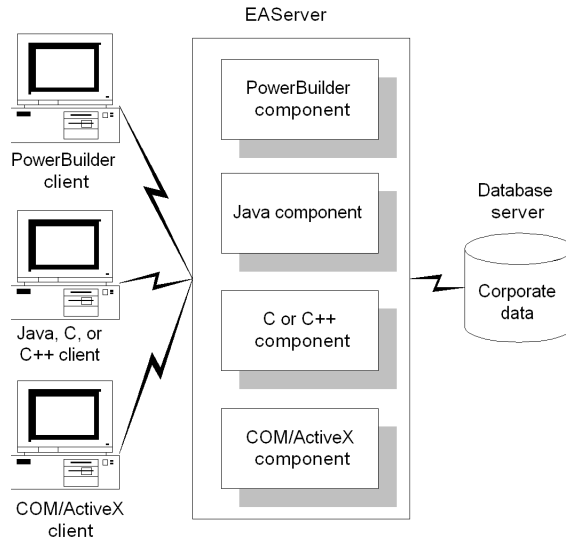 EAServer
PowerBuilder
client
Java, C, or
C++ client
COM/ActiveX
client
PowerBuilder
component
Java component
C or C++
component
COM/ActiveX
component
Database
server
Corporate
data